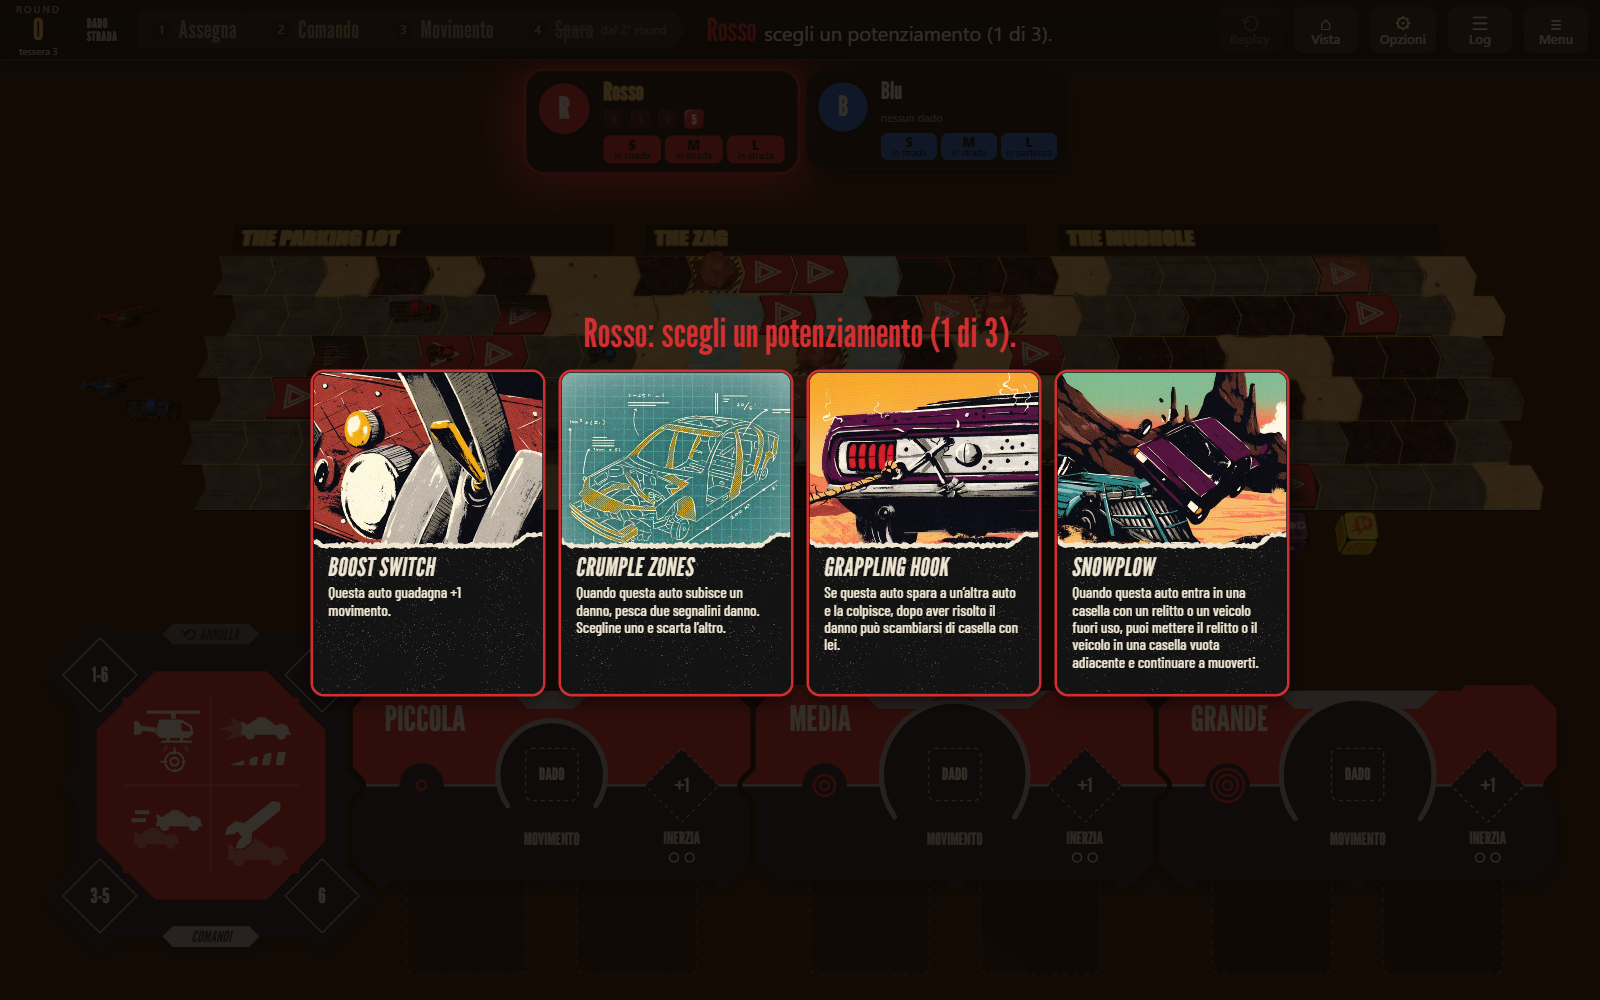 ROUND
0
tessera 3
DADO
STRADA
1 Assegna
2 Comando
3 Movimento
4 Spara dal 2° round
Rosso scegli un potenziamento (1 di 3).
Replay
Vista
Opzioni
Log
Menu
R
Rosso
S
S
in strada
M
in strada
L
in strada
B
Blu
nessun dado
S
in strada
M
in strada
L
in partenza
THE PARKING LOT
THE ZAG
THE MUDHOLE
Rosso: scegli un potenziamento (1 di 3).
BOOST SWITCH
Questa auto guadagna +1
movimento.
CRUMPLE ZONES
Quando questa auto subisce un
danno, pesca due segnalini danno.
Scegline uno e scarta l'altro.
GRAPPLING HOOK
Se questa auto spara a un'altra auto
e la colpisce, dopo aver risolto il
danno può scambiarsi di casella con
lei.
SNOWPLOW
Quando questa auto entra in una
casella con un relitto o un veicolo
fuori uso, puoi mettere il relitto o il
veicolo in una casella vuota
adiacente e continuare a muoverti.
ANNULLA
1-6
3-5
6
COMANDI
PICCOLA
DADO
+1
MOVIMENTO
INERZIA
MEDIA
DADO
+1
MOVIMENTO
INERZIA
GRANDE
DADO
+1
MOVIMENTO
INERZIA